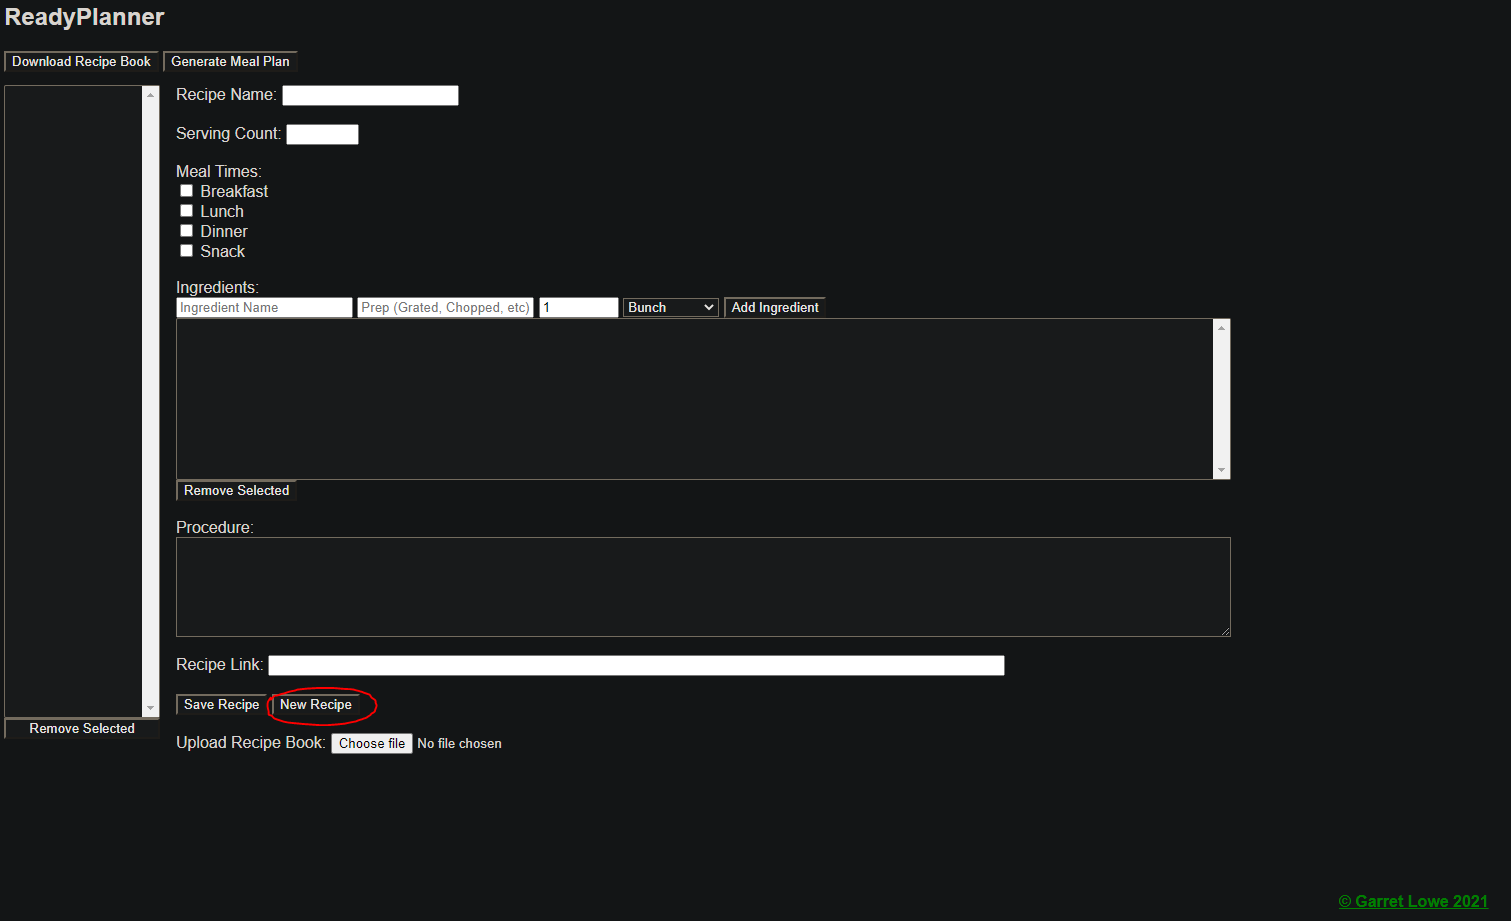 ReadyPlanner
Download Recipe Book Generate Meal Plan
Recipe Name:
Serving Count:
Meal Times:
Breakfast
Lunch
Dinner
Snack
Ingredients:
Ingredient Name Prep (Grated, Chopped, etc) 1 Bunch Add Ingredient
Remove Selected
Procedure:
Recipe Link:
Save Recipe New Recipe
Remove Selected
Upload Recipe Book: Choose file No file chosen
© Garret Lowe 2021